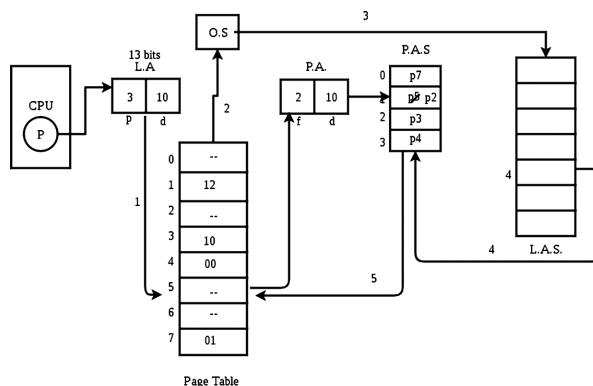 3
O.S
13 bits
L.A
P.A.
P.A.S
CPU
P
3 10
p d
2
2 10
f d
0 p7
p2
2 p3
3 p4
0 --
1 12
2 --
3 10
4 00
5 --
6 --
7 01
1
5
4
4
L.A.S.
Page Table